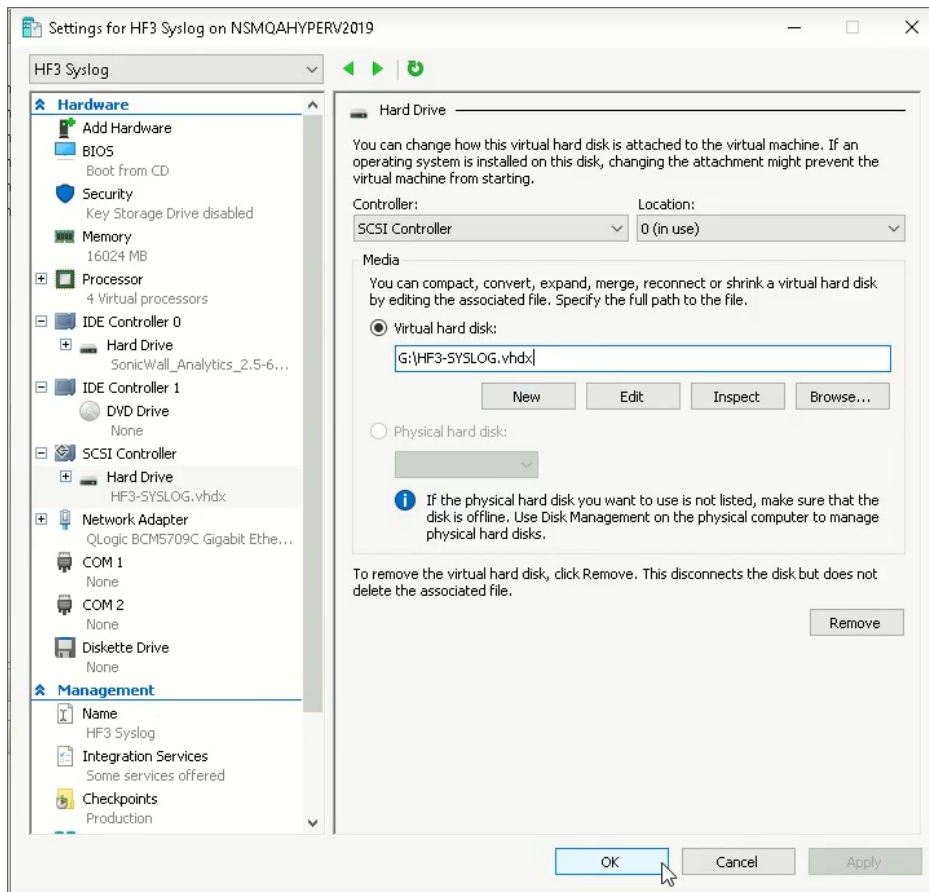 Settings for HF3 Syslog on NSMQAHYPERV2019
HF3 Syslog
Hardware
Add Hardware
BIOS
Boot from CD
Security
Key Storage Drive disabled
Memory
16024 MB
Processor
4 Virtual processors
IDE Controller 0
Hard Drive
SonicWall_Analytics_2.5-6...
IDE Controller 1
DVD Drive
None
SCSI Controller
Hard Drive
HF3-SYSLOG.vhdx
Network Adapter
QLogic BCM5709C Gigabit Ethe...
COM 1
None
COM 2
None
Diskette Drive
None
Management
Name
HF3 Syslog
Integration Services
Some services offered
Checkpoints
Production
Hard Drive
You can change how this virtual hard disk is attached to the virtual machine. If an
operating system is installed on this disk, changing the attachment might prevent the
virtual machine from starting.
Controller:
Location:
SCSI Controller
0 (in use)
Media
You can compact, convert, expand, merge, reconnect or shrink a virtual hard disk
by editing the associated file. Specify the full path to the file.
Virtual hard disk:
G:\HF3-SYSLOG.vhdx
New
Edit
Inspect
Browse...
Physical hard disk:
If the physical hard disk you want to use is not listed, make sure that the
disk is offline. Use Disk Management on the physical computer to manage
physical hard disks.
To remove the virtual hard disk, click Remove. This disconnects the disk but does not
delete the associated file.
Remove
OK
Cancel
Apply